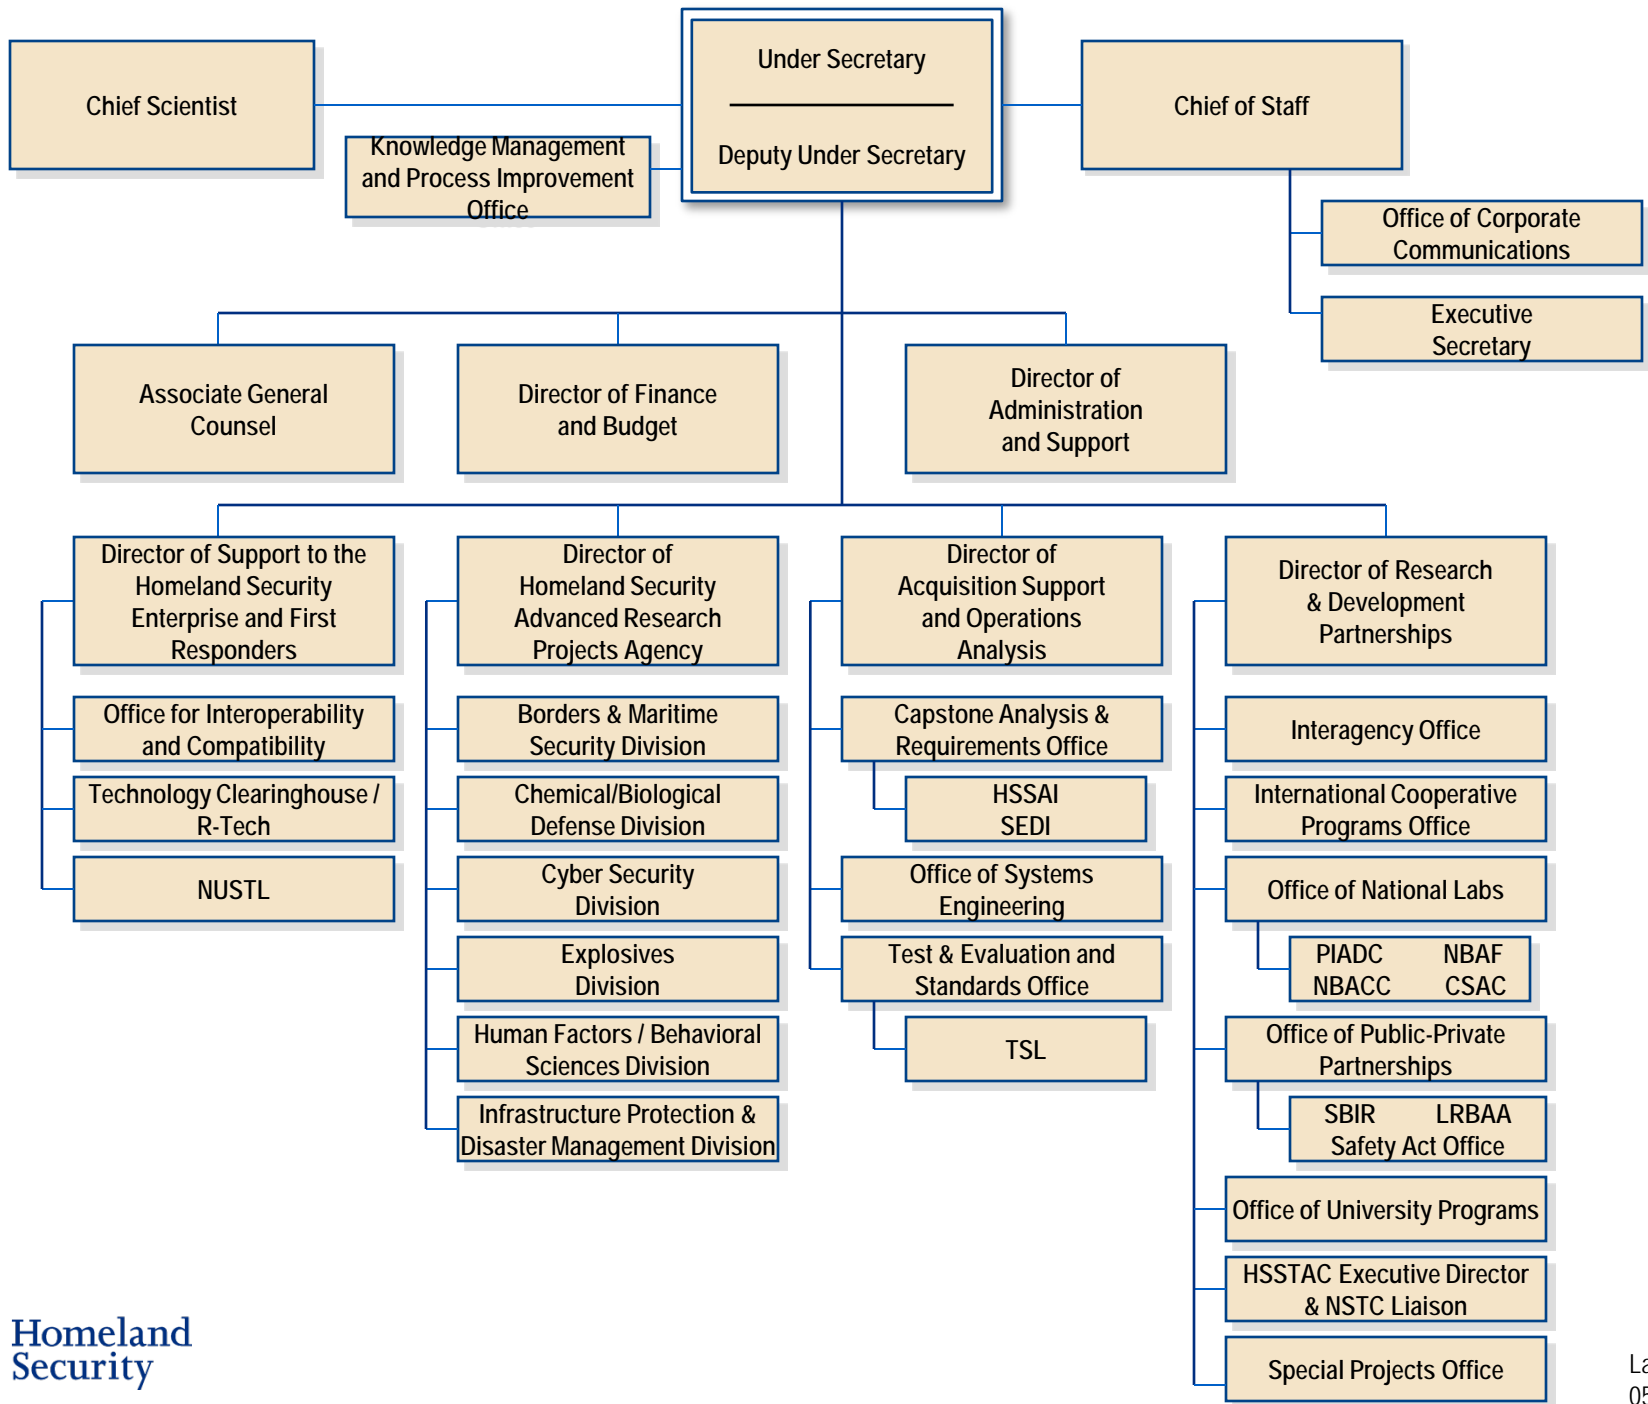 Under Secretary
Deputy Under Secretary
Chief Scientist
Chief of Staff
Knowledge Management
and Process Improvement
Office
Office of Corporate
Communications
Executive
Secretary
Associate General
Counsel
Director of Finance
and Budget
Director of
Administration
and Support
Director of Support to the
Homeland Security
Enterprise and First
Responders
Office for Interoperability
and Compatibility
Technology Clearinghouse /
R-Tech
NUSTL
Director of
Homeland Security
Advanced Research
Projects Agency
Borders & Maritime
Security Division
Chemical/Biological
Defense Division
Cyber Security
Division
Explosives
Division
Human Factors / Behavioral
Sciences Division
Infrastructure Protection &
Disaster Management Division
Director of
Acquisition Support
and Operations
Analysis
Capstone Analysis &
Requirements Office
HSSAI
SEDI
Office of Systems
Engineering
Test & Evaluation and
Standards Office
TSL
Director of Research
& Development
Partnerships
Interagency Office
International Cooperative
Programs Office
Office of National Labs
PIADC NBAF
NBACC CSAC
Office of Public-Private
Partnerships
SBIR LRBAA
Safety Act Office
Office of University Programs
HSSTAC Executive Director
& NSTC Liaison
Special Projects Office
Homeland
Security